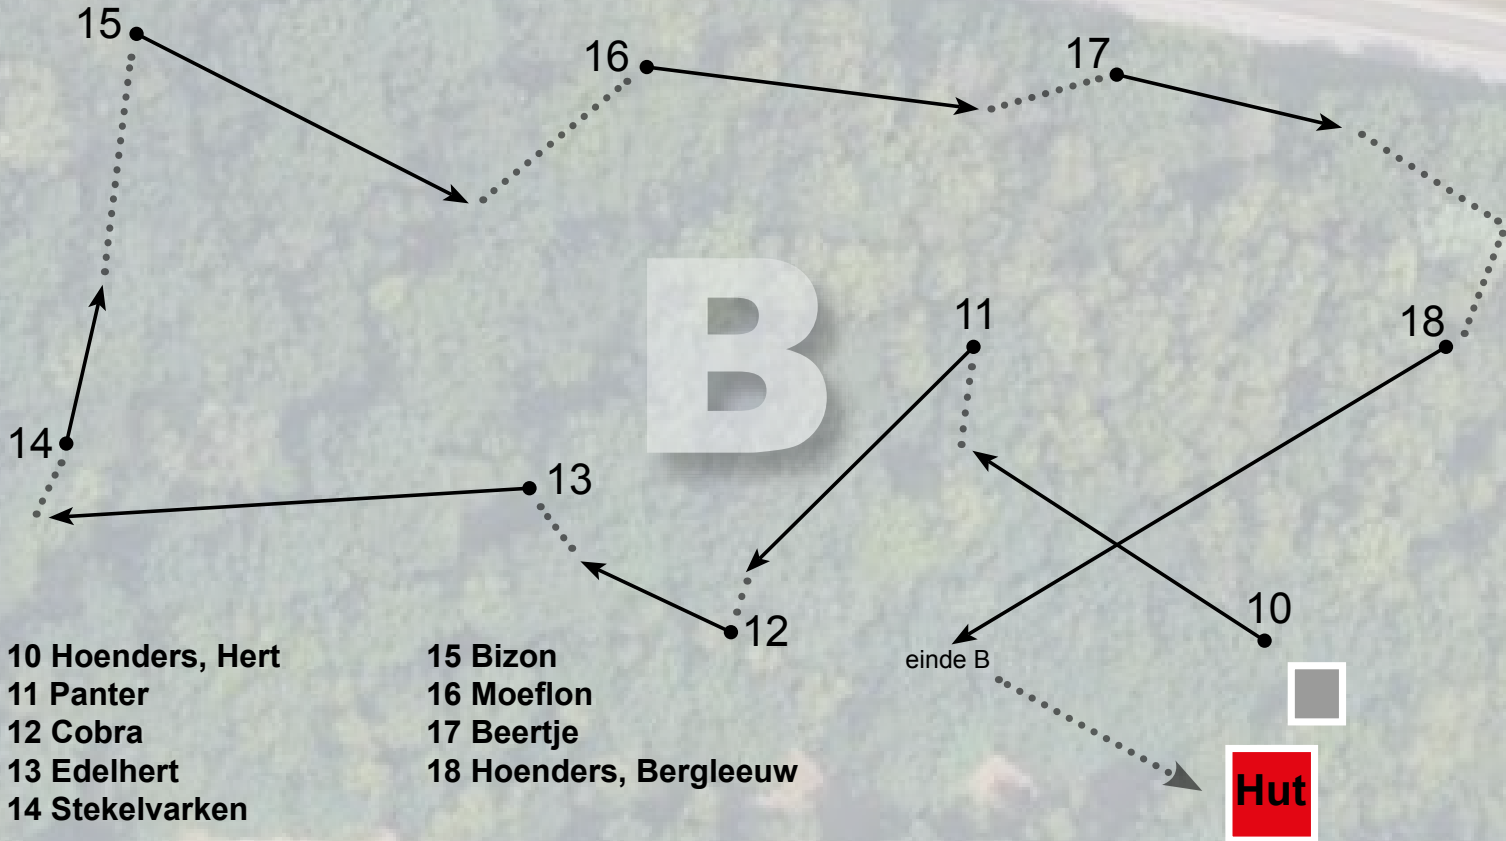 15
16
17
B
11
18
14
13
10
12
einde B
10 Hoenders, Hert
11 Panter
12 Cobra
13 Edelhert
14 Stekelvarken
15 Bizon
16 Moeflon
17 Beertje
18 Hoenders, Bergleeuw
Hut